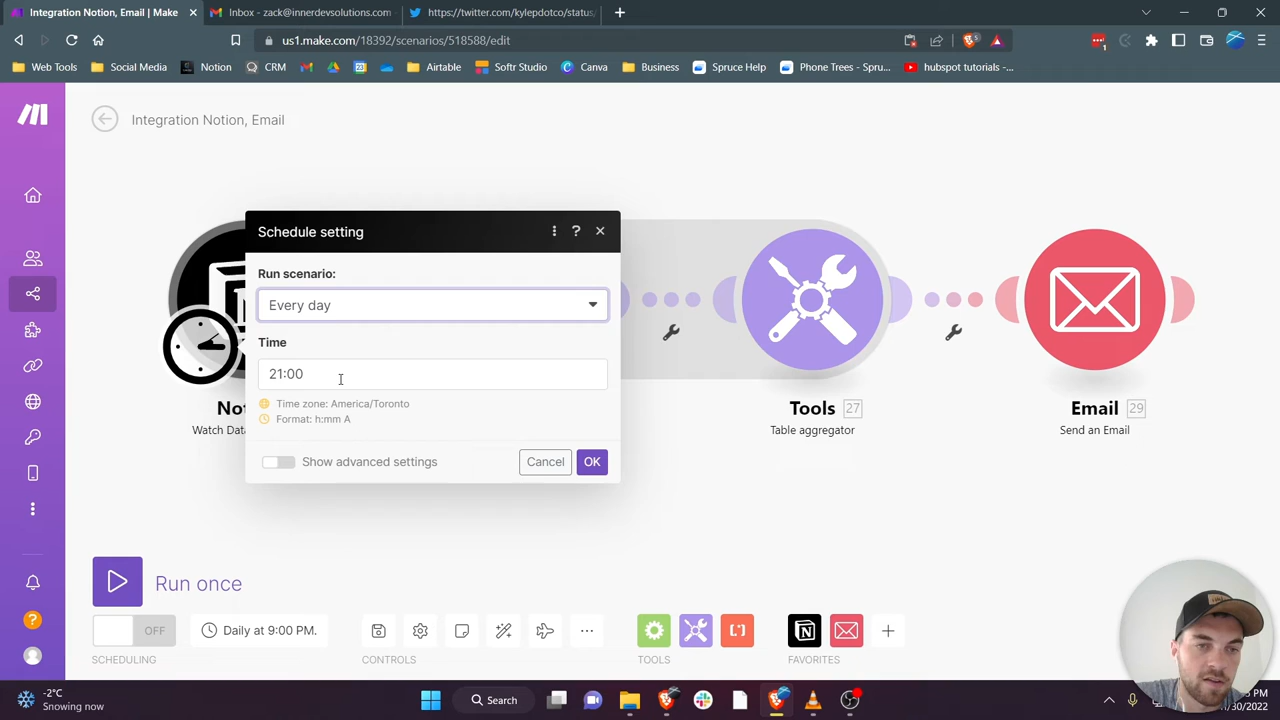 Integration Notion, Email | Make
Inbox - zack@innerdevsolutions.com
https://twitter.com/kylepdotco/status/
us1.make.com/18392/scenarios/518588/edit
Web Tools
Social Media
Notion
CRM
Airtable
Softr Studio
Canva
Business
Spruce Help
Phone Trees - Spru...
hubspot tutorials -...
Integration Notion, Email
Schedule setting
Run scenario:
Every day
Time
21:00
Time zone: America/Toronto
Format: h:mm A
Show advanced settings
Cancel
OK
Watch Dat
Tools 27
Table aggregator
Email 29
Send an Email
Run once
OFF
Daily at 9:00 PM.
SCHEDULING
CONTROLS
TOOLS
FAVORITES
-2°C
Snowing now
Search